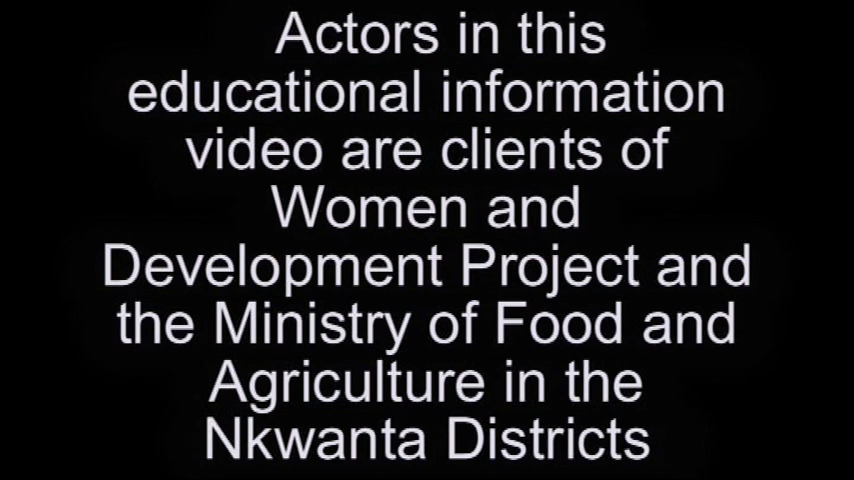 Actors in this
educational information
video are clients of
Women and
Development Project and
the Ministry of Food and
Agriculture in the
Nkwanta Districts